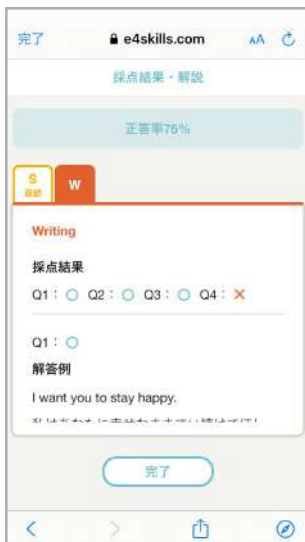 完了
e4skills.com
AA
採点結果・解説
正答率75%
S
W
Writing
採点結果
Q1:○ Q2:○ Q3:○ Q4:×
Q1:○
解答例
I want you to stay happy.
完了